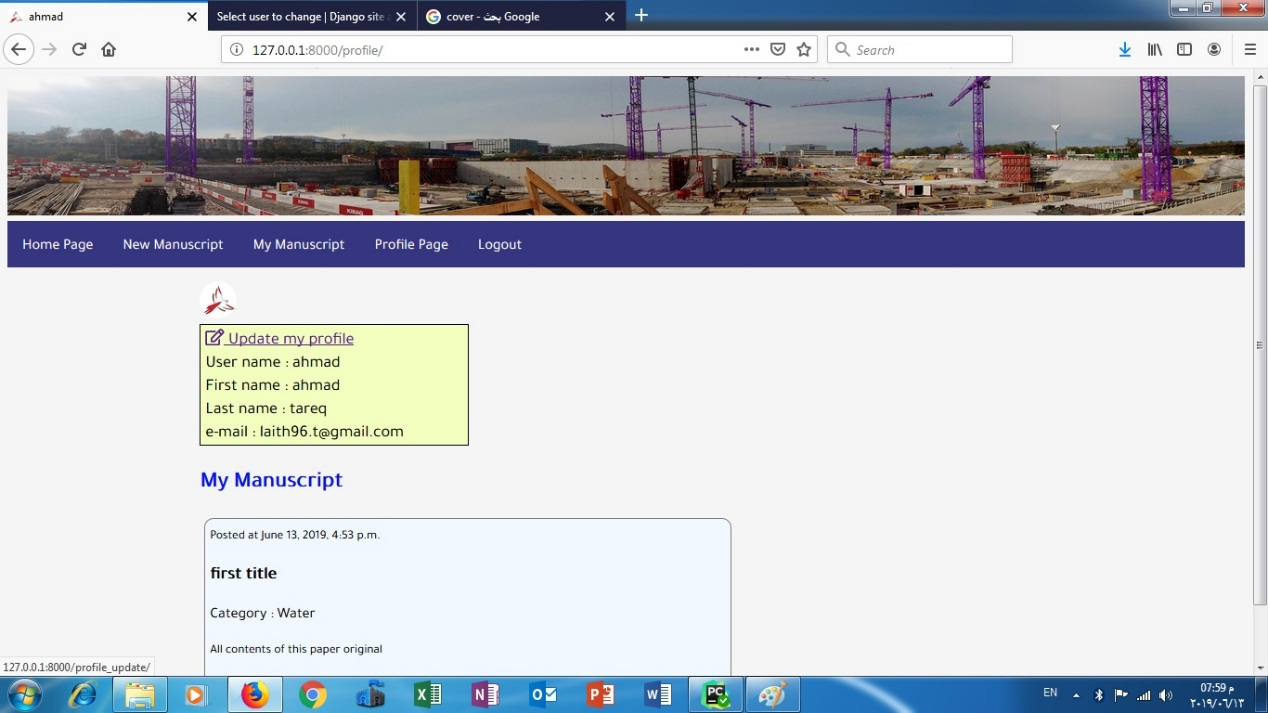 ahmad
Select user to change | Django site a
cover - بحث Google
127.0.0.1:8000/profile/
Search
KWAQ
Home Page
New Manuscript
My Manuscript
Profile Page
Logout
Update my profile
User name : ahmad
First name : ahmad
Last name : tareq
e-mail : laith96.t@gmail.com
My Manuscript
Posted at June 13, 2019, 4:53 p.m.
first title
Category : Water
All contents of this paper original
127.0.0.1:8000/profile_update/
EN
07:59 م
٢٠١٩/٠٦/١٣